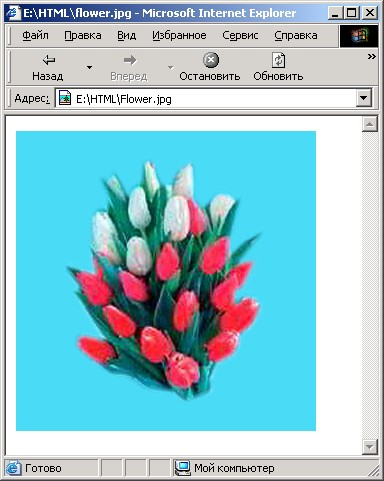 E:\HTML\flower.jpg - Microsoft Internet Explorer
Файл Правка Вид Избранное Сервис Справка
Назад Вперед Остановить Обновить
Адрес: E:\HTML\Flower.jpg
Готово Мой компьютер